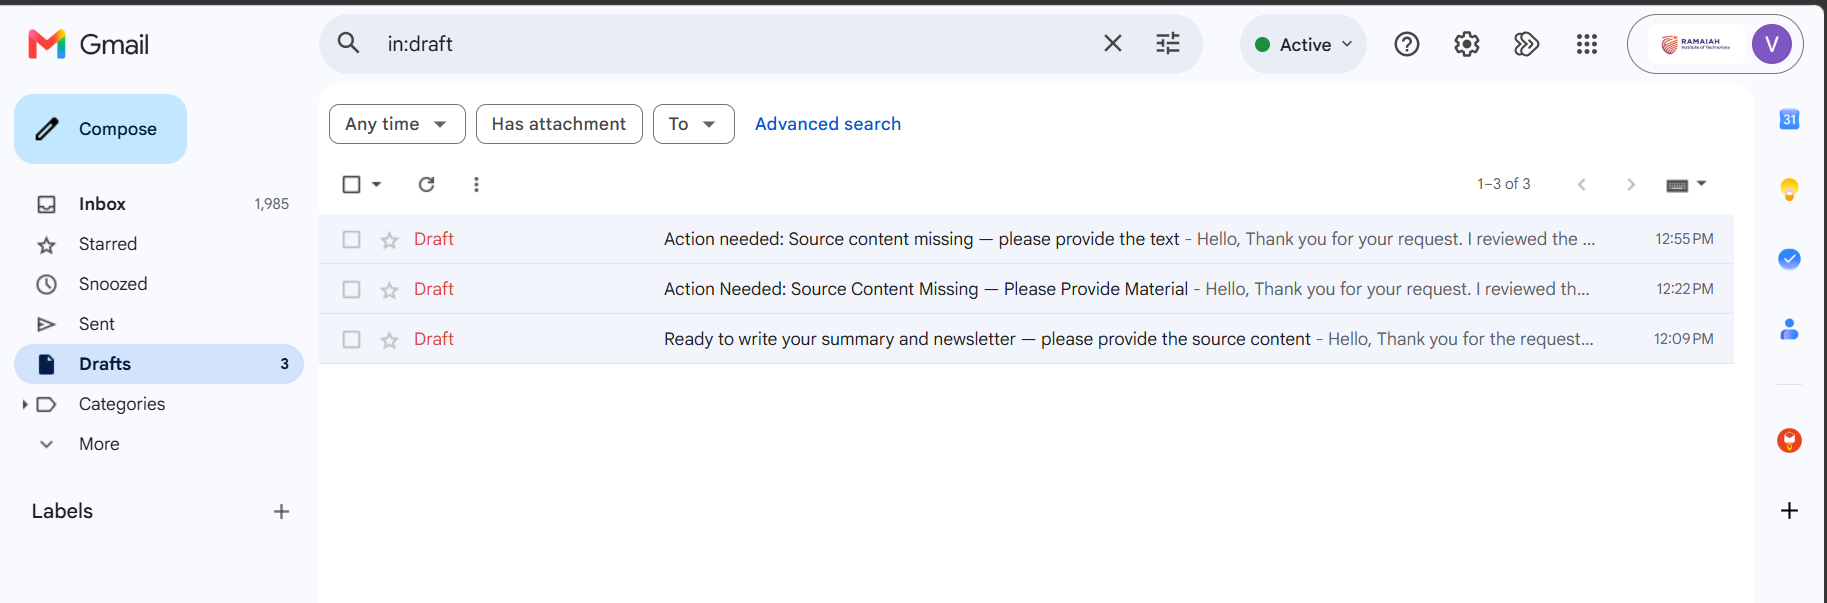 Gmail
in:draft
Active
RAMAIAH
Institute of Technology
V
Compose
Any time
Has attachment
To
Advanced search
31
Inbox 1,985
1–3 of 3
Starred
Draft Action needed: Source content missing — please provide the text - Hello, Thank you for your request. I reviewed the ... 12:55 PM
Snoozed
Draft Action Needed: Source Content Missing — Please Provide Material - Hello, Thank you for your request. I reviewed th... 12:22 PM
Sent
Draft Ready to write your summary and newsletter — please provide the source content - Hello, Thank you for the request... 12:09 PM
Drafts 3
Categories
More
Labels